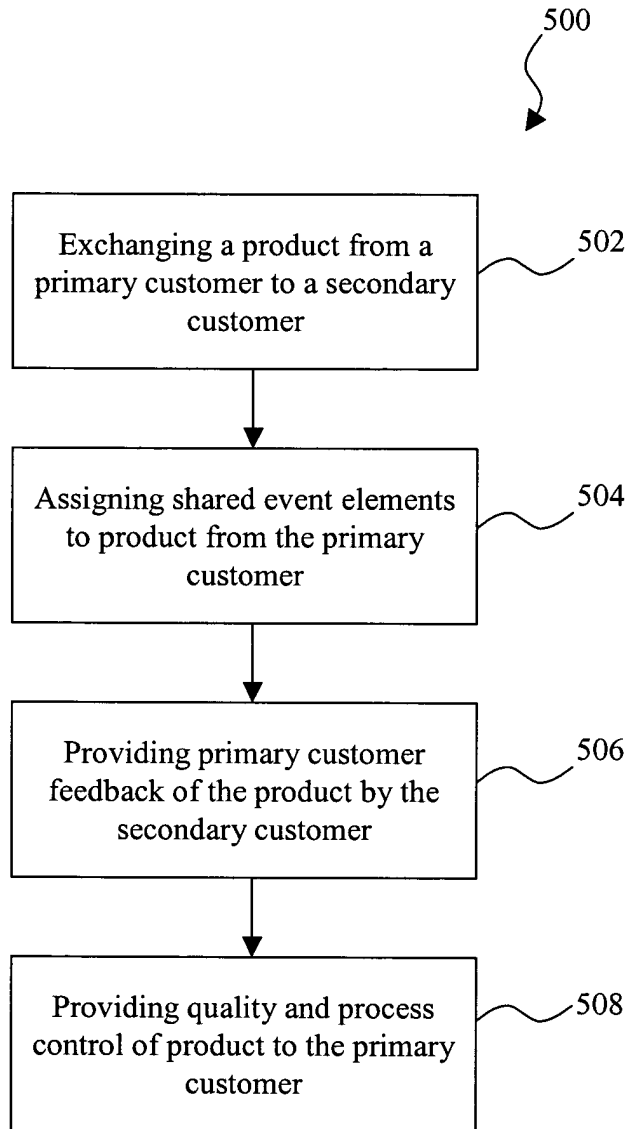 500
Exchanging a product from a
primary customer to a secondary
customer
502
Assigning shared event elements
to product from the primary
customer
504
Providing primary customer
feedback of the product by the
secondary customer
506
Providing quality and process
control of product to the primary
customer
508